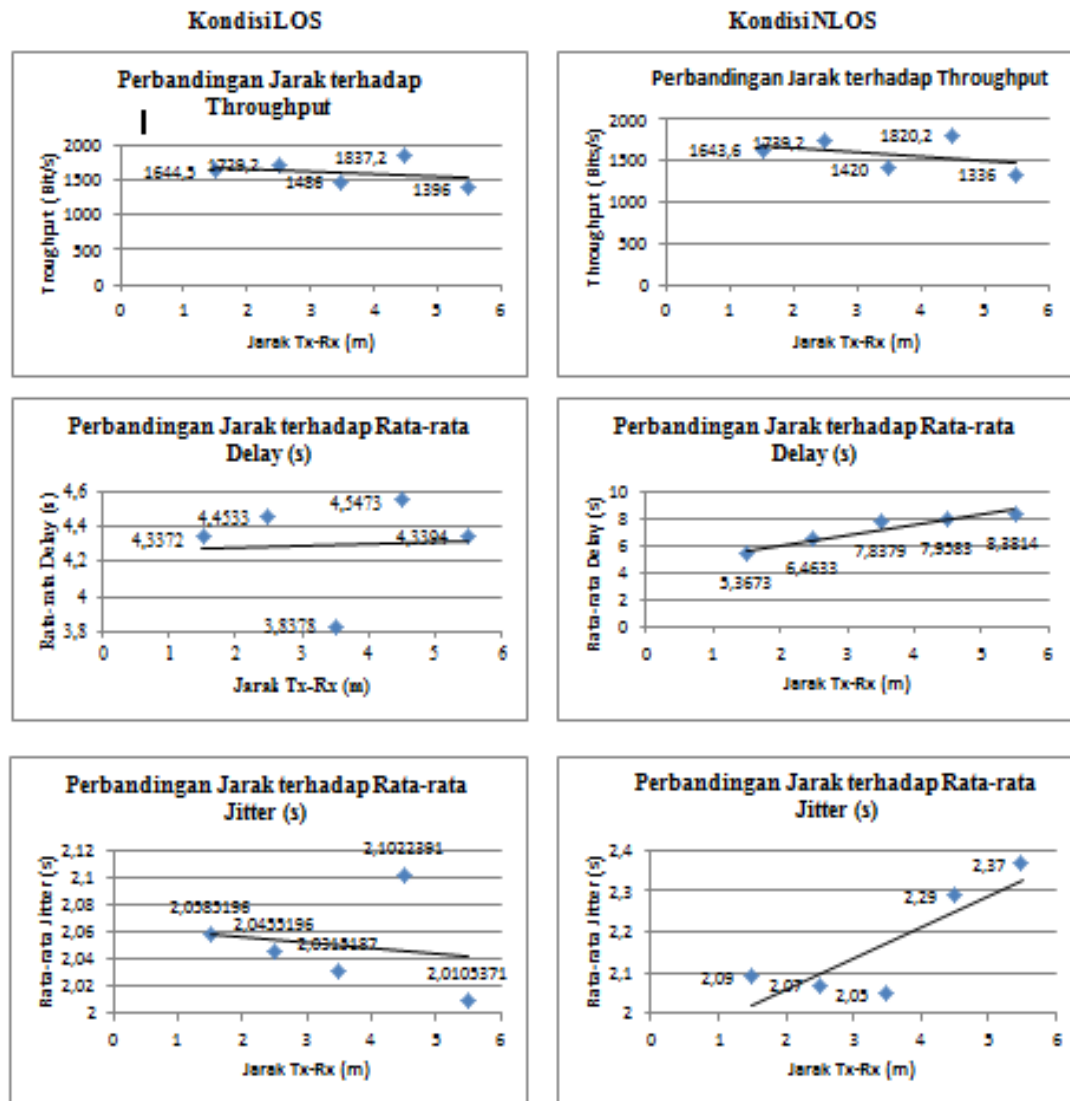 Kondisi LOS
Kondisi NLOS
Perbandingan Jarak terhadap
Throughput
Troughput ( Bit/s)
2000
1500
1000
500
0
1644,5
1729,2
1486
1837,2
1396
0 1 2 3 4 5 6
Jarak Tx-Rx (m)
Perbandingan Jarak terhadap Throughput
Throughput ( Bits/s)
2000
1500
1000
500
0
1643,6
1739,2
1420
1820,2
1336
0 1 2 3 4 5 6
Jarak Tx-Rx (m)
Perbandingan Jarak terhadap Rata-rata
Delay (s)
Rata-rata Delay (s)
4,6
4,4
4,2
4
3,8
4,3372
4,4533
3,8378
4,5473
4,3394
0 1 2 3 4 5 6
Jarak Tx-Rx (m)
Perbandingan Jarak terhadap Rata-rata
Delay (s)
Rata-rata Delay (s)
10
8
6
4
2
0
5,3673
6,4633
7,8379
7,9583
8,3814
0 1 2 3 4 5 6
Jarak Tx-Rx (m)
Perbandingan Jarak terhadap Rata-rata
Jitter (s)
Rata-rata Jitter (s)
2,12
2,1
2,08
2,06
2,04
2,02
2
2,0585196
2,0455196
2,0315187
2,1022391
2,0105371
0 1 2 3 4 5 6
Jarak Tx-Rx (m)
Perbandingan Jarak terhadap Rata-rata
Jitter (s)
Rata-rata Jitter (s)
2,4
2,3
2,2
2,1
2
2,09
2,07
2,05
2,29
2,37
0 1 2 3 4 5 6
Jarak Tx-Rx (m)